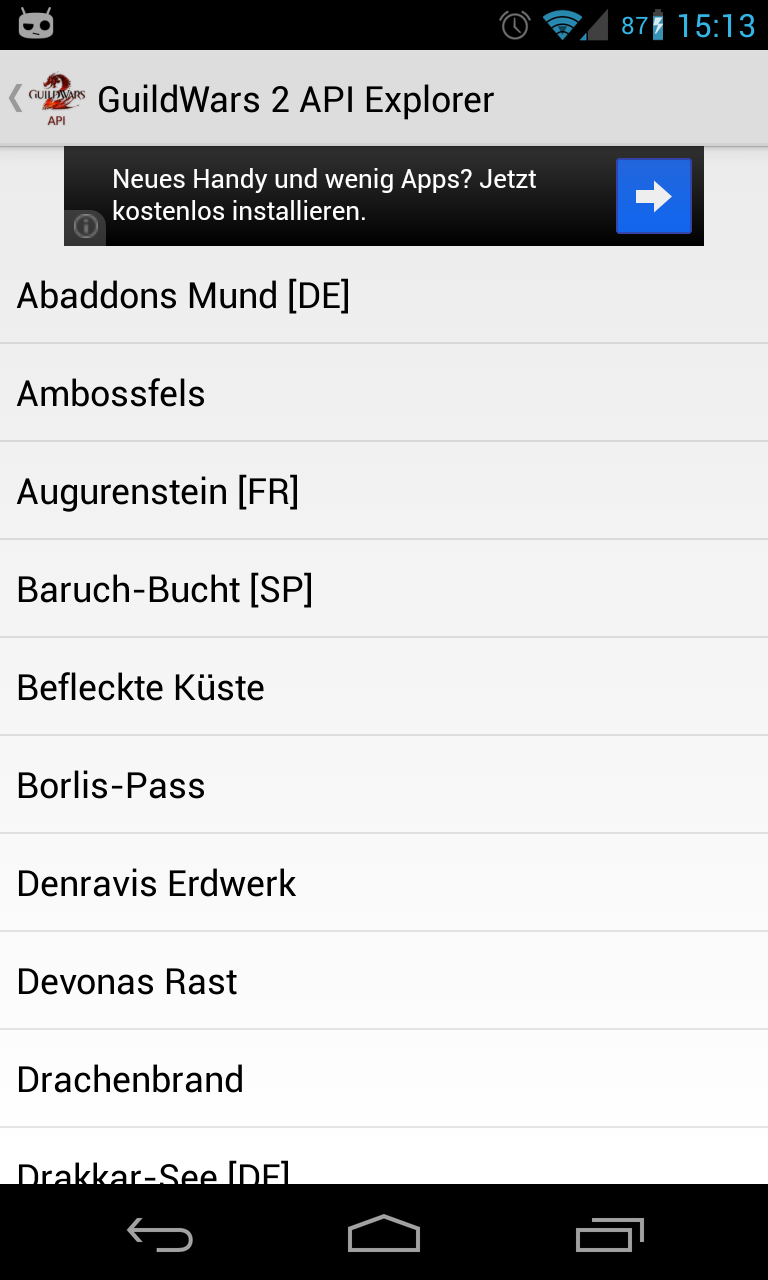 87 15:13
GUILDWARS
API
GuildWars 2 API Explorer
Neues Handy und wenig Apps? Jetzt
kostenlos installieren.
Abaddons Mund [DE]
Ambossfels
Augurenstein [FR]
Baruch-Bucht [SP]
Befleckte Küste
Borlis-Pass
Denravis Erdwerk
Devonas Rast
Drachenbrand
Drakkar-See [DE]